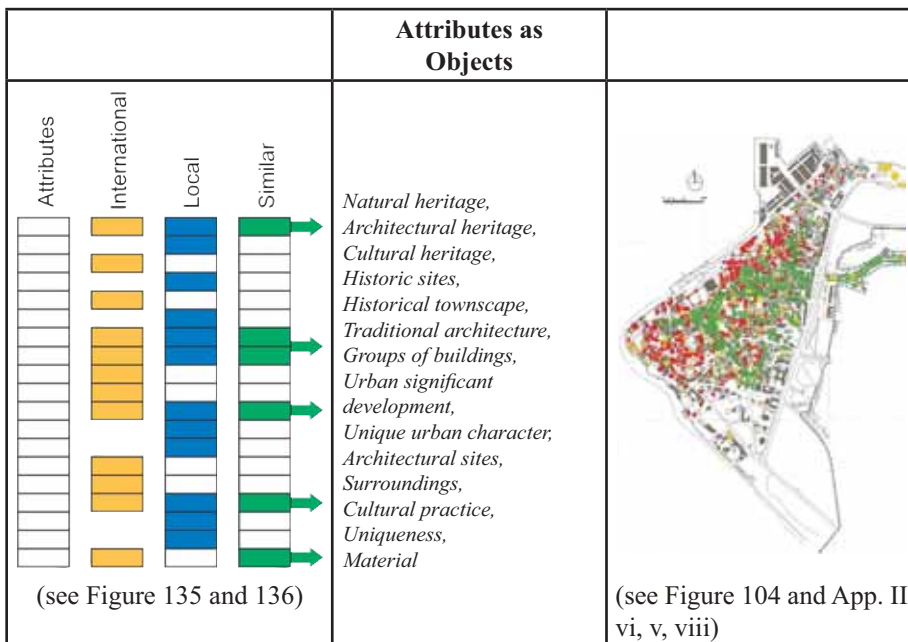 Attributes as
Objects
Attributes
International
Local
Similar
Natural heritage,
Architectural heritage,
Cultural heritage,
Historic sites,
Historical townscape,
Traditional architecture,
Groups of buildings,
Urban significant
development,
Unique urban character,
Architectural sites,
Surroundings,
Cultural practice,
Uniqueness,
Material
(see Figure 135 and 136)
(see Figure 104 and App. II
vi, v, viii)